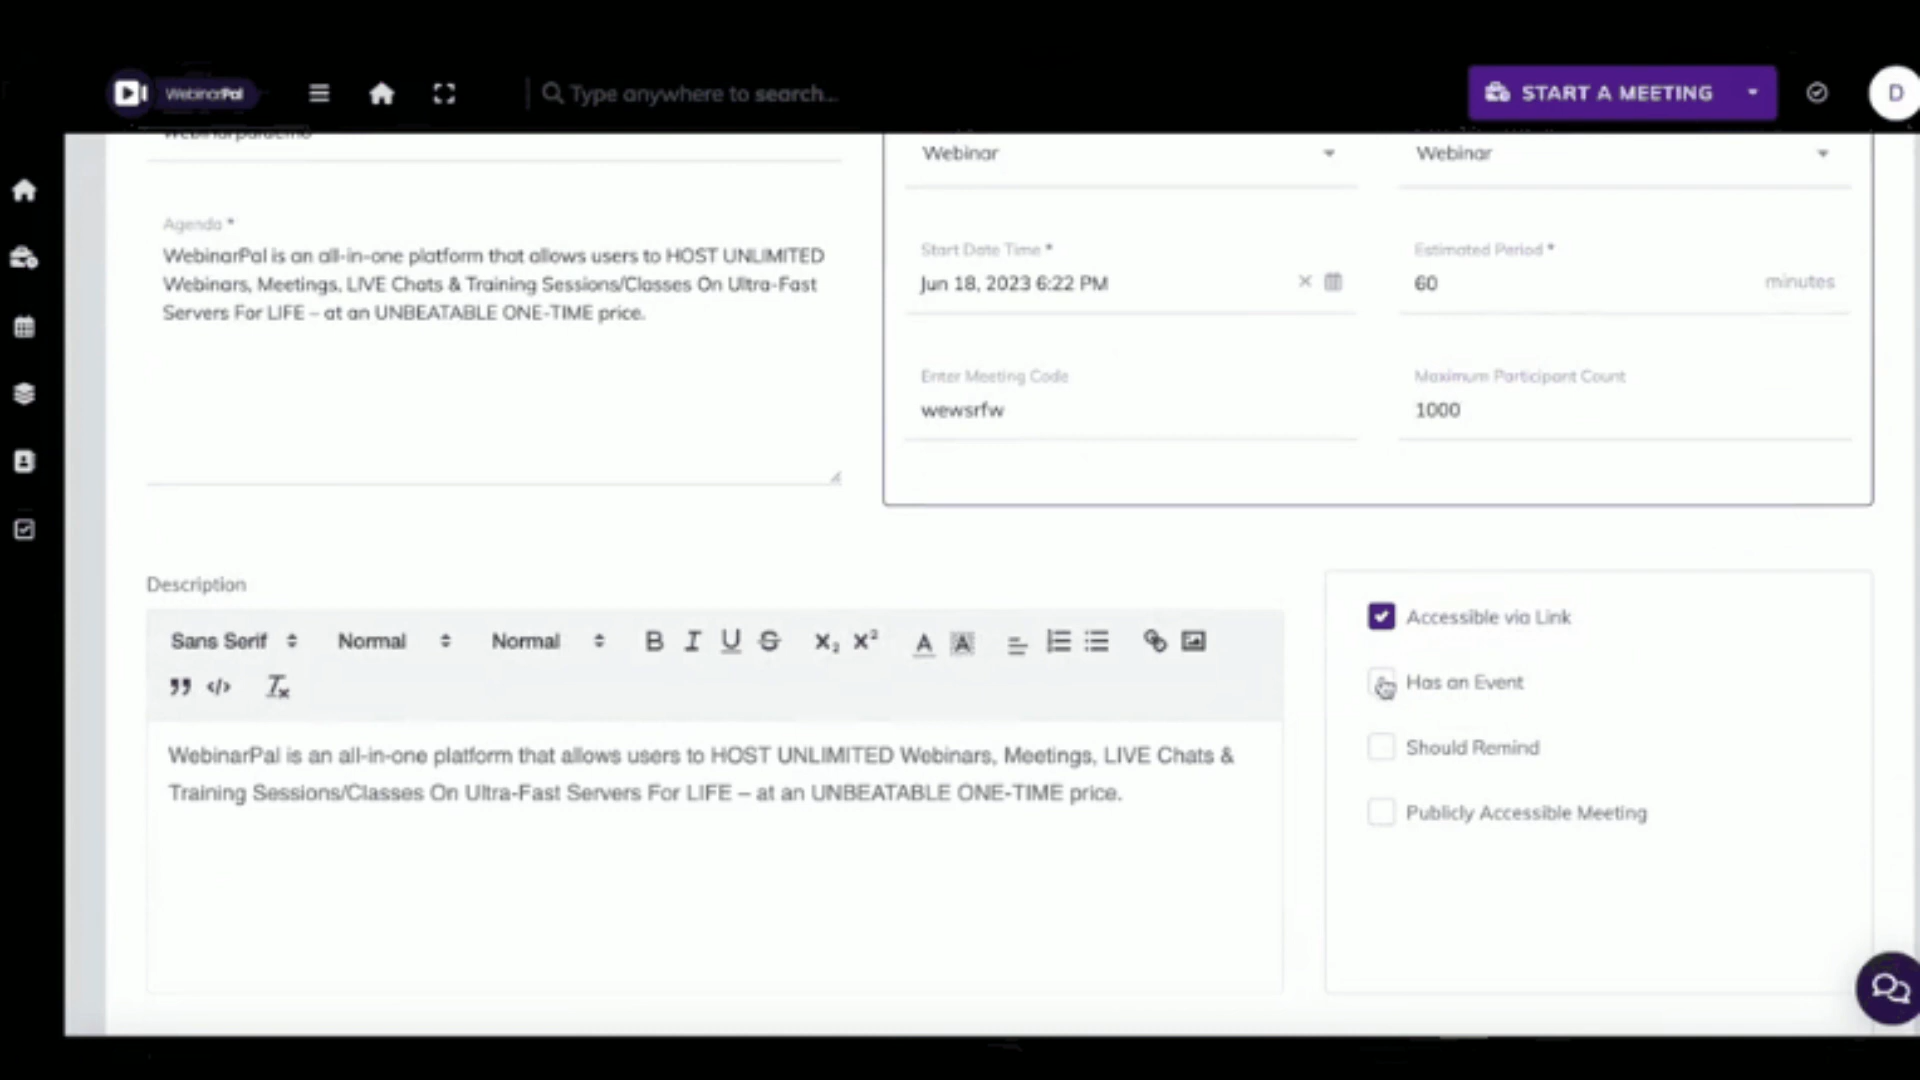 WebinarPal
Type anywhere to search...
START A MEETING
D
Webinar
Webinar
Agenda *
WebinarPal is an all-in-one platform that allows users to HOST UNLIMITED
Webinars, Meetings, LIVE Chats & Training Sessions/Classes On Ultra-Fast
Servers For LIFE – at an UNBEATABLE ONE-TIME price.
Start Date Time *
Jun 18, 2023 6:22 PM
Estimated Period *
60 minutes
Enter Meeting Code
wewsrfw
Maximum Participant Count
1000
Description
Sans Serif Normal Normal
WebinarPal is an all-in-one platform that allows users to HOST UNLIMITED Webinars, Meetings, LIVE Chats &
Training Sessions/Classes On Ultra-Fast Servers For LIFE – at an UNBEATABLE ONE-TIME price.
Accessible via Link
Has an Event
Should Remind
Publicly Accessible Meeting